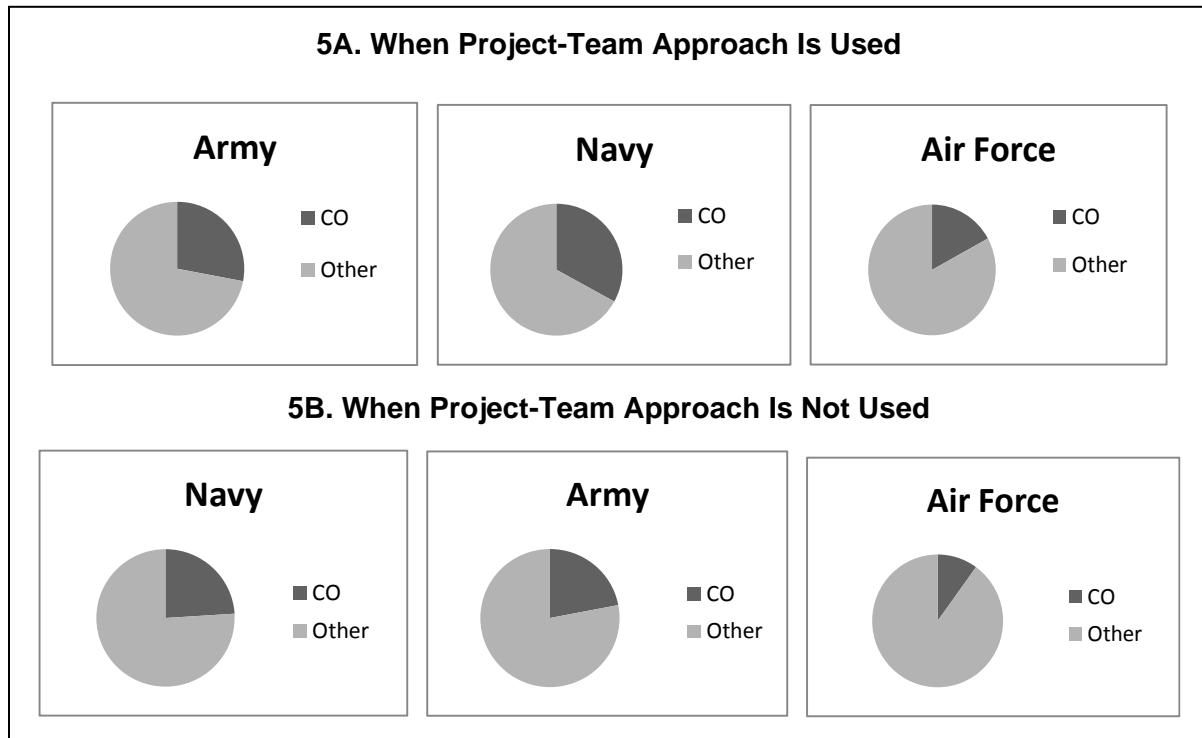 5A. When Project-Team Approach Is Used
Army
CO
Other
Navy
CO
Other
Air Force
CO
Other
5B. When Project-Team Approach Is Not Used
Navy
CO
Other
Army
CO
Other
Air Force
CO
Other